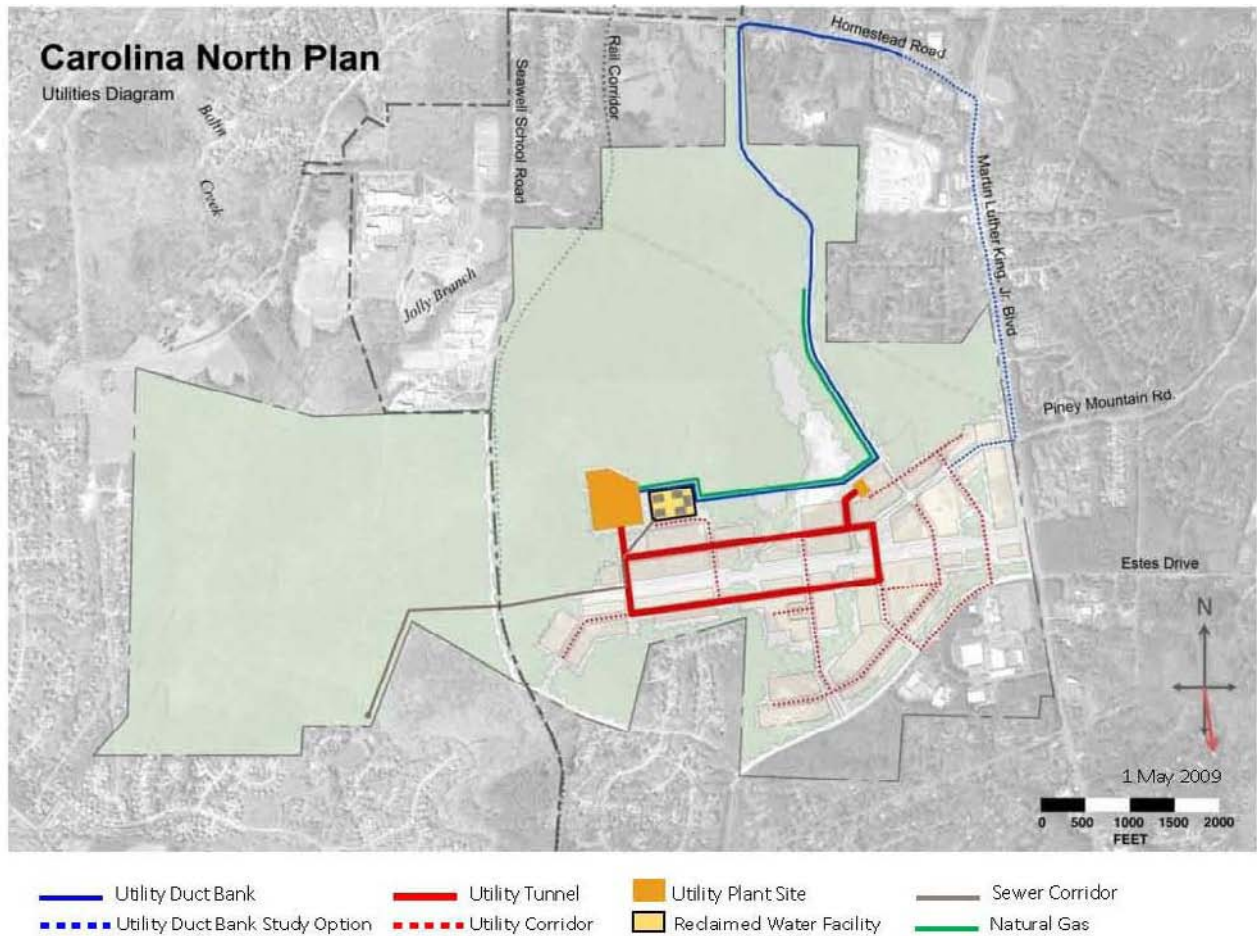 Carolina North Plan
Utilities Diagram
Bolin
Creek
Jolly Branch
Seawell School Road
Rail Corridor
Homestead Road
Martin Luther King, Jr. Blvd
Piney Mountain Rd.
Estes Drive
N
1 May 2009
0 500 1000 1500 2000
FEET
Utility Duct Bank
Utility Tunnel
Utility Plant Site
Sewer Corridor
Utility Duct Bank Study Option
Utility Corridor
Reclaimed Water Facility
Natural Gas